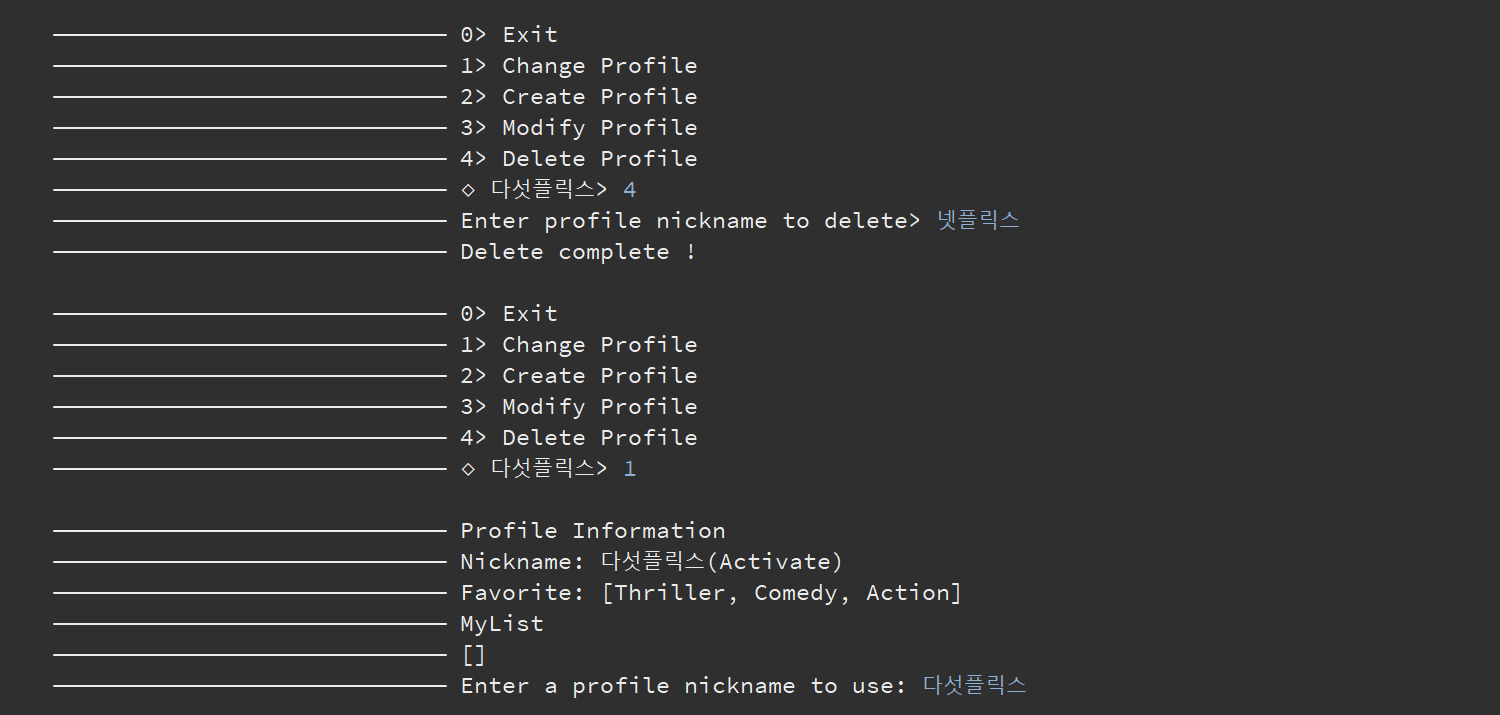 0> Exit
1> Change Profile
2> Create Profile
3> Modify Profile
4> Delete Profile
◇ 다섯플릭스> 4
Enter profile nickname to delete> 넷플릭스
Delete complete !
0> Exit
1> Change Profile
2> Create Profile
3> Modify Profile
4> Delete Profile
◇ 다섯플릭스> 1
Profile Information
Nickname: 다섯플릭스(Activate)
Favorite: [Thriller, Comedy, Action]
MyList
[]
Enter a profile nickname to use: 다섯플릭스